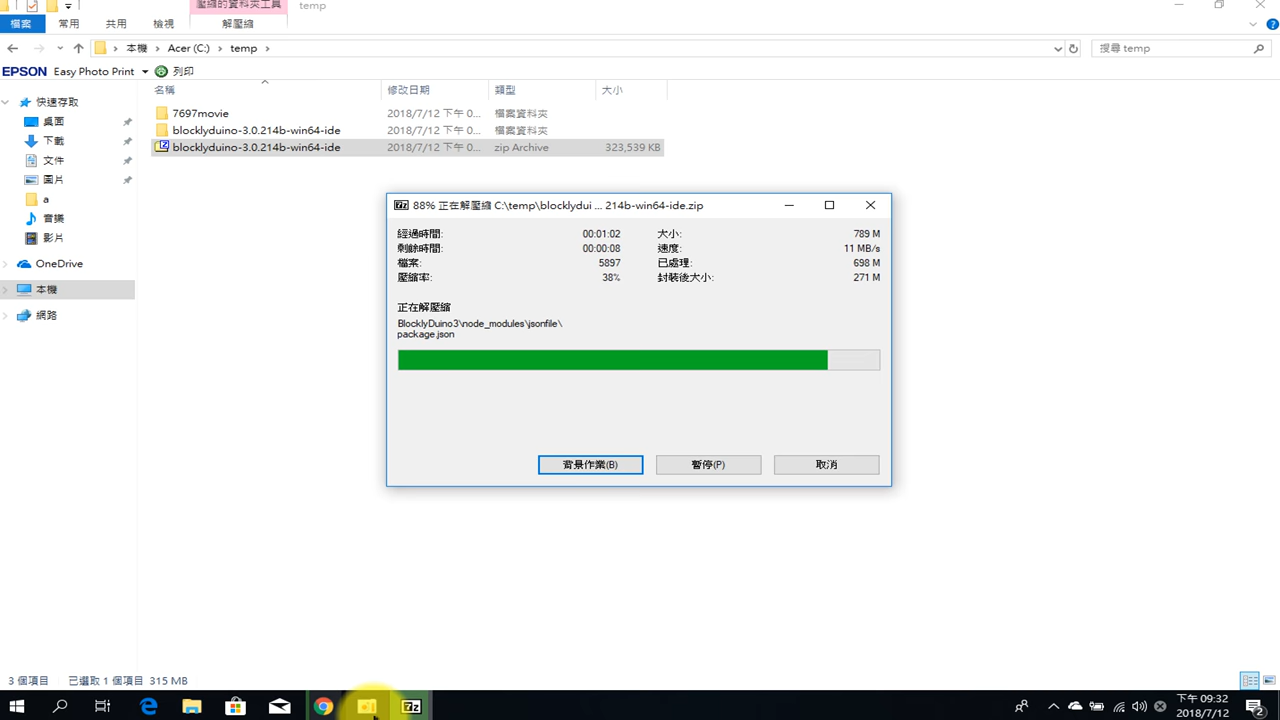 壓縮的資料夾工具
temp
檔案
常用
共用
檢視
解壓縮
本機
Acer (C:)
temp
搜尋 temp
EPSON
Easy Photo Print
列印
名稱
修改日期
類型
大小
7697movie
2018/7/12 下午 0...
檔案資料夾
blocklyduino-3.0.214b-win64-ide
2018/7/12 下午 0...
檔案資料夾
blocklyduino-3.0.214b-win64-ide
2018/7/12 下午 0...
zip Archive
323,539 KB
快速存取
桌面
下載
文件
圖片
a
音樂
影片
OneDrive
本機
網路
7z
88% 正在解壓縮 C:\temp\blocklydui ... 214b-win64-ide.zip
經過時間:
00:01:02
大小:
789 M
剩餘時間:
00:00:08
速度:
11 MB/s
檔案:
5897
已處理:
698 M
壓縮率:
38%
封裝後大小:
271 M
正在解壓縮
BlocklyDuino3\node_modules\jsonfile\
package.json
背景作業(B)
暫停(P)
取消
3 個項目
已選取 1 個項目 315 MB
7z
下午 09:32
2018/7/12
2